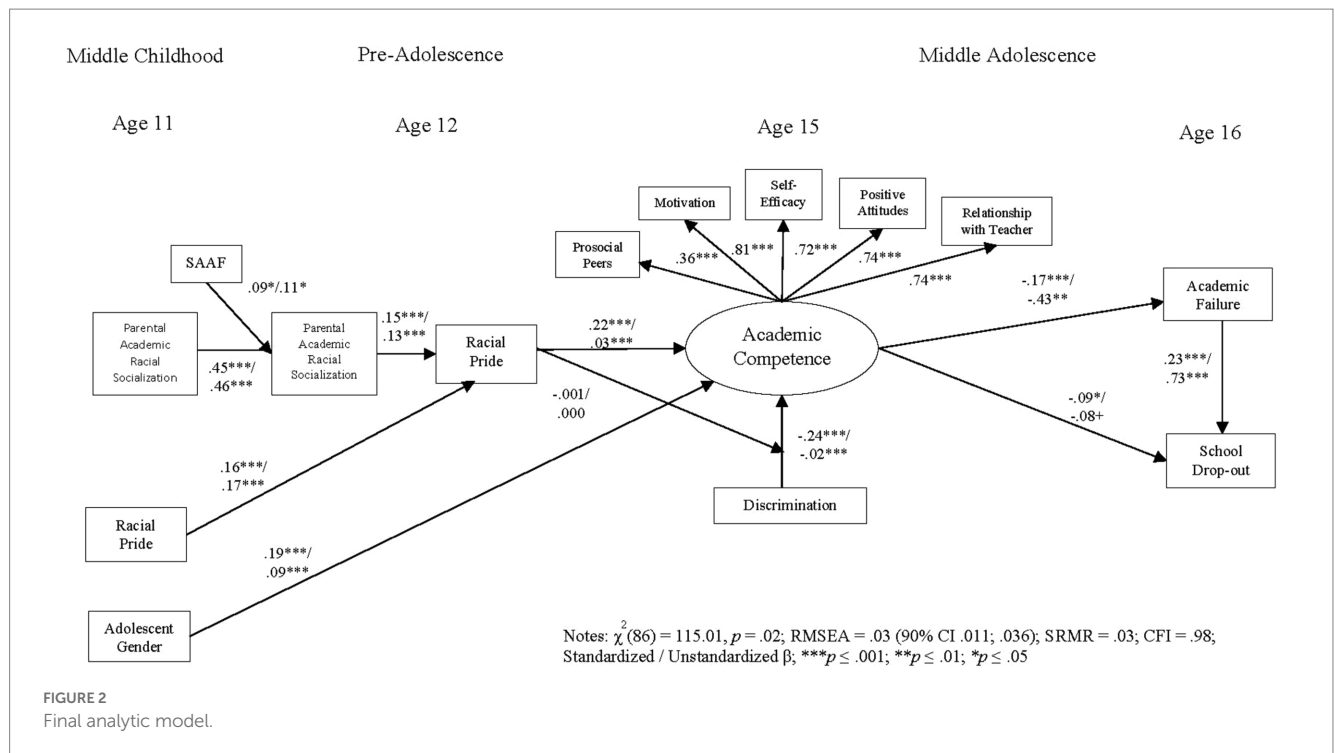 Middle Childhood
Pre-Adolescence
Middle Adolescence
Age 11
Age 12
Age 15
Age 16
Self-
Efficacy
Motivation
Positive
Attitudes
Relationship
with Teacher
Prosocial
Peers
.36***
.81***
.72***
.74***
.74***
SAAF
.09*/.11*
Parental
Academic
Racial
Socialization
.45***/
.46***
Parental
Academic
Racial
Socialization
.15***/
.13***
Racial
Pride
.22***/
.03***
Academic
Competence
-.17***/
-.43**
Academic
Failure
.23***/
.73***
-.09*/
-.08+
School
Drop-out
-.001/
.000
-.24***/
-.02***
Discrimination
.16***/
.17***
Racial
Pride
.19***/
.09***
Adolescent
Gender
Notes: χ2(86) = 115.01, p = .02; RMSEA = .03 (90% CI .011; .036); SRMR = .03; CFI = .98;
Standardized / Unstandardized β; ***p ≤ .001; **p ≤ .01; *p ≤ .05
FIGURE 2
Final analytic model.